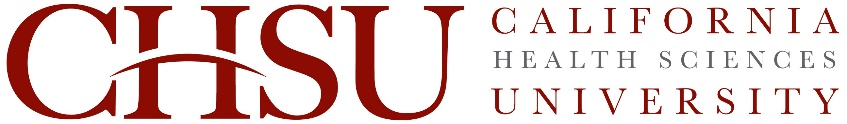 CHSU
CALIFORNIA
HEALTH SCIENCES
UNIVERSITY